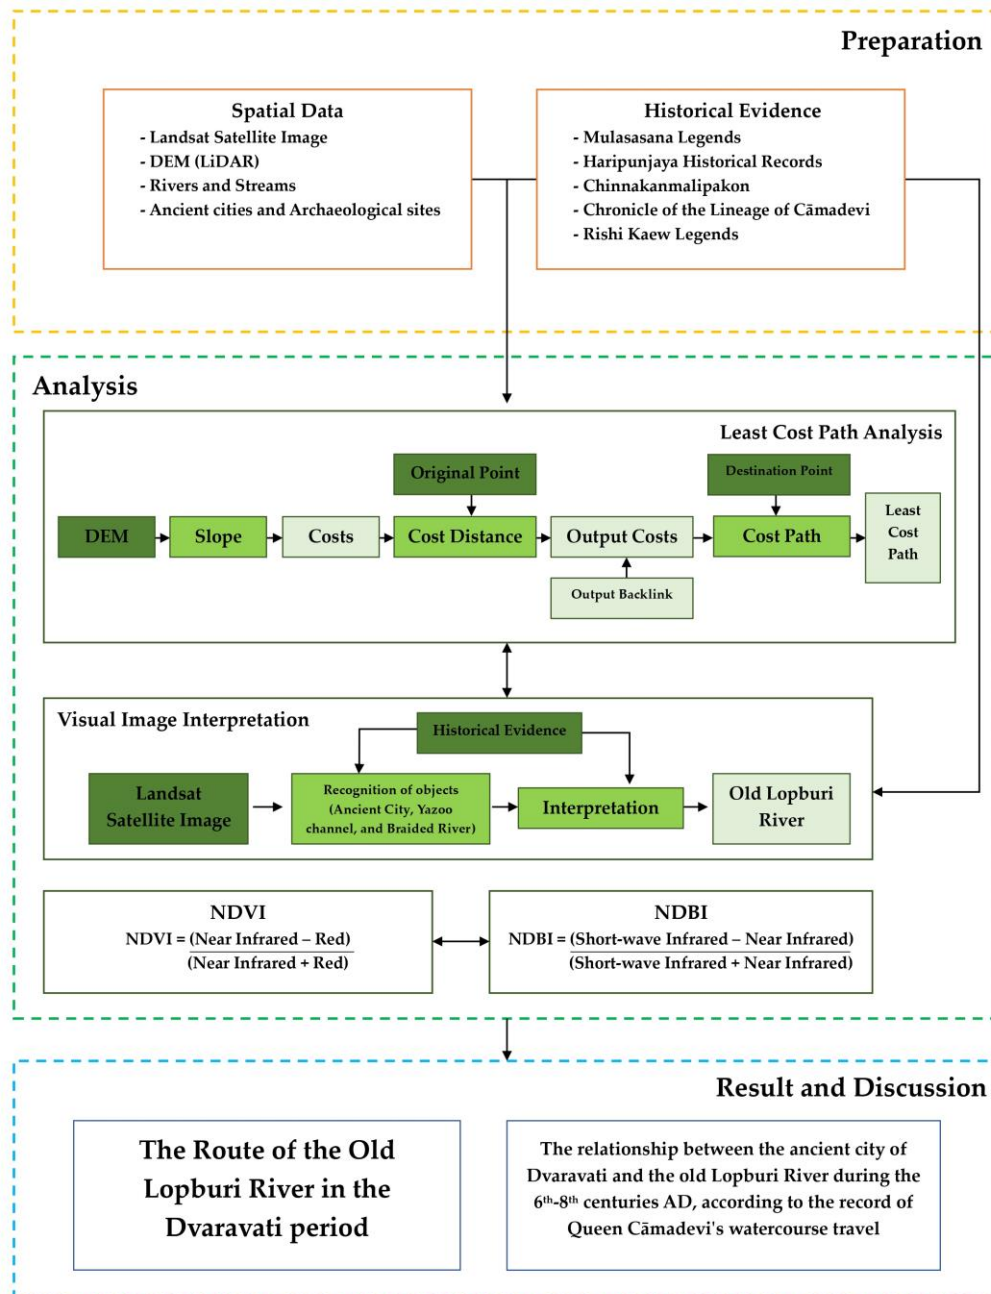 Preparation
Spatial Data
- Landsat Satellite Image
- DEM (LiDAR)
- Rivers and Streams
- Ancient cities and Archaeological sites
Historical Evidence
- Mulasasana Legends
- Haripunjaya Historical Records
- Chinnakanmalipakon
- Chronicle of the Lineage of Cāmadevi
- Rishi Kaew Legends
Analysis
Least Cost Path Analysis
Original Point
Destination Point
DEM
Slope
Costs
Cost Distance
Output Costs
Cost Path
Least
Cost
Path
Output Backlink
Visual Image Interpretation
Historical Evidence
Landsat
Satellite Image
Recognition of objects
(Ancient City, Yazoo
channel, and Braided River)
Interpretation
Old Lopburi
River
NDVI
NDVI = (Near Infrared – Red)
(Near Infrared + Red)
NDBI
NDBI = (Short-wave Infrared – Near Infrared)
(Short-wave Infrared + Near Infrared)
Result and Discussion
The Route of the Old
Lopburi River in the
Dvaravati period
The relationship between the ancient city of
Dvaravati and the old Lopburi River during the
6th-8th centuries AD, according to the record of
Queen Cāmadevi's watercourse travel